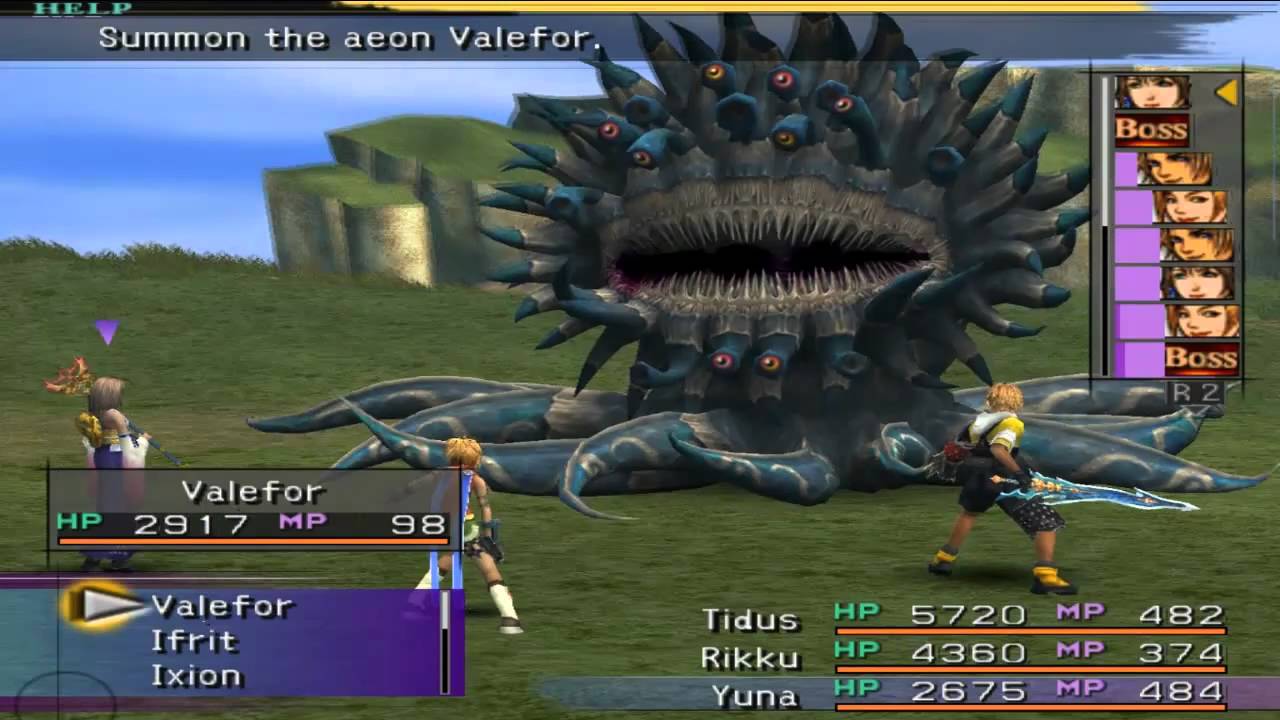 HELP
Summon the aeon Valefor.
Boss
Boss
R2
Valefor
HP 2917 MP 98
Valefor
Ifrit
Ixion
Tidus HP 5720 MP 482
Rikku HP 4360 MP 374
Yuna HP 2675 MP 484